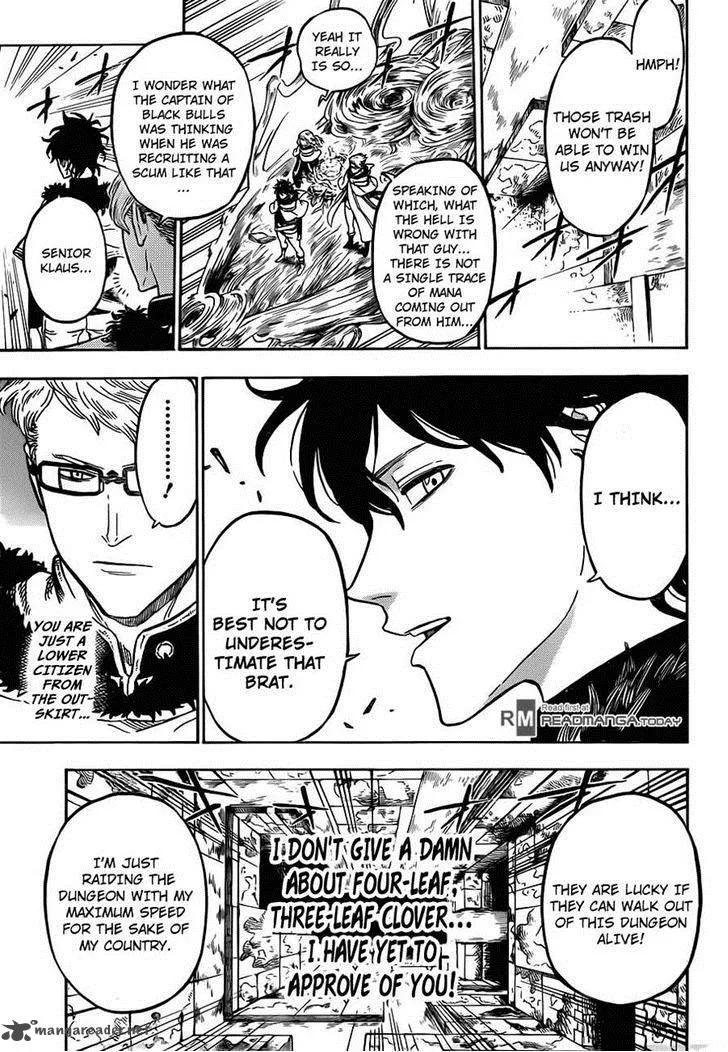 HMPH!
THOSE TRASH
WON'T BE
ABLE TO WIN
US ANYWAY!
YEAH IT
REALLY
IS SO...
SPEAKING OF
WHICH, WHAT
THE HELL IS
WRONG WITH
THAT GUY...
THERE IS NOT
A SINGLE TRACE
OF MANA
COMING OUT
FROM HIM...
I WONDER WHAT
THE CAPTAIN OF
BLACK BULLS
WAS THINKING
WHEN HE WAS
RECRUITING A
SCUM LIKE THAT
...
SENIOR
KLAUS...
I THINK...
IT'S
BEST NOT TO
UNDERES-
TIMATE THAT
BRAT.
.........
YOU ARE
JUST A
LOWER
CITIZEN
FROM
THE OUT-
SKIRT...
RM
Read first at
READMANGA.TODAY
THEY ARE LUCKY IF
THEY CAN WALK OUT
OF THIS DUNGEON
ALIVE!
I DON'T GIVE A DAMN
ABOUT FOUR-LEAF,
THREE-LEAF CLOVER...
I HAVE YET TO
APPROVE OF YOU!
I'M JUST
RAIDING THE
DUNGEON WITH MY
MAXIMUM SPEED
FOR THE SAKE OF
MY COUNTRY.
mangareader.net